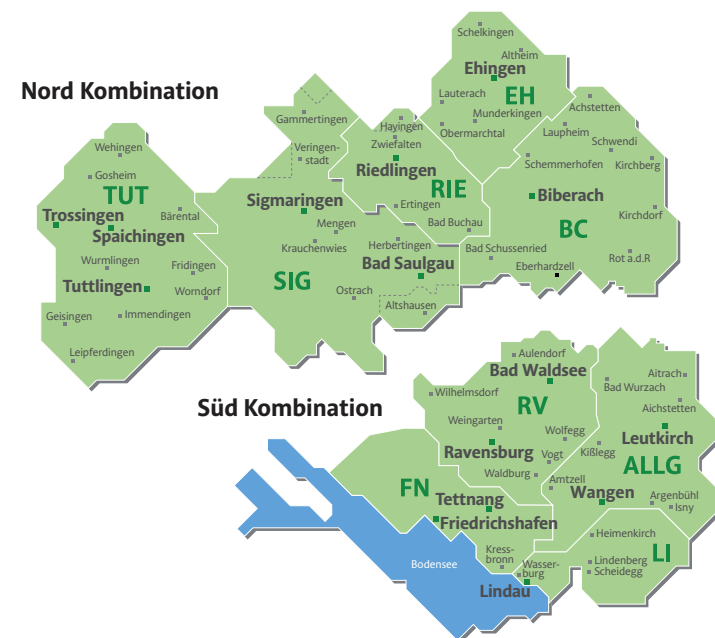 Nord Kombination
Schelkingen
Altheim
Ehingen
Lauterach
EH
Munderkingen
Obermarchtal
Achstetten
Laupheim
Schwendi
Schemmerhofen
Kirchberg
Biberach
Kirchdorf
BC
Bad Schussenried
Eberhardzell
Rot a.d.R
Gammertingen
Hayingen
Zwiefalten
Veringen-
stadt
Riedlingen
RIE
Ertingen
Bad Buchau
Sigmaringen
Mengen
Krauchenwies
Herbertingen
Bad Saulgau
SIG
Ostrach
Altshausen
Wehingen
Gosheim
TUT
Trossingen
Bärental
Spaichingen
Wurmlingen
Fridingen
Tuttlingen
Worndorf
Geisingen
Immendingen
Leipferdingen
Süd Kombination
Aulendorf
Bad Waldsee
Wilhelmsdorf
RV
Weingarten
Wolfegg
Ravensburg
Vogt
Waldburg
Aitrach
Bad Wurzach
Aichstetten
Leutkirch
Kißlegg
ALLG
Amtzell
Wangen
Argenbühl
Isny
FN
Tettnang
Friedrichshafen
Kress-
bronn
Bodensee
Heimenkirch
LI
Lindenberg
Scheidegg
Wasser-
burg
Lindau